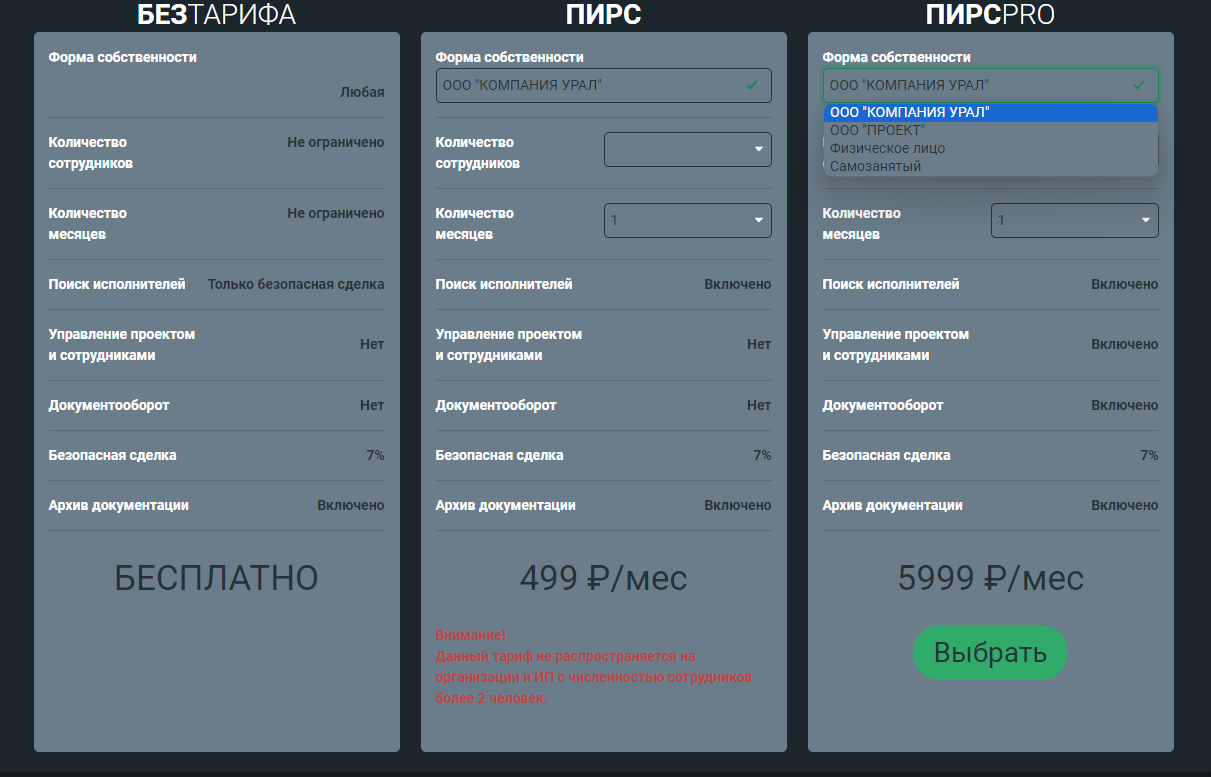 БЕЗТАРИФА
Форма собственности
Любая
Количество
сотрудников
Не ограничено
Количество
месяцев
Не ограничено
Поиск исполнителей
Только безопасная сделка
Управление проектом
и сотрудниками
Нет
Документооборот
Нет
Безопасная сделка
7%
Архив документации
Включено
БЕСПЛАТНО
ПИРС
Форма собственности
ООО "КОМПАНИЯ УРАЛ"
Количество
сотрудников
Количество
месяцев
1
Поиск исполнителей
Включено
Управление проектом
и сотрудниками
Нет
Документооборот
Нет
Безопасная сделка
7%
Архив документации
Включено
499 ₽/мес
Внимание!
Данный тариф не распространяется на
организации и ИП с численностью сотрудников
более 2 человек.
ПИРСPRO
Форма собственности
ООО "КОМПАНИЯ УРАЛ"
ООО "КОМПАНИЯ УРАЛ"
ООО "ПРОЕКТ"
Физическое лицо
Самозанятый
Количество
месяцев
1
Поиск исполнителей
Включено
Управление проектом
и сотрудниками
Включено
Документооборот
Включено
Безопасная сделка
7%
Архив документации
Включено
5999 ₽/мес
Выбрать